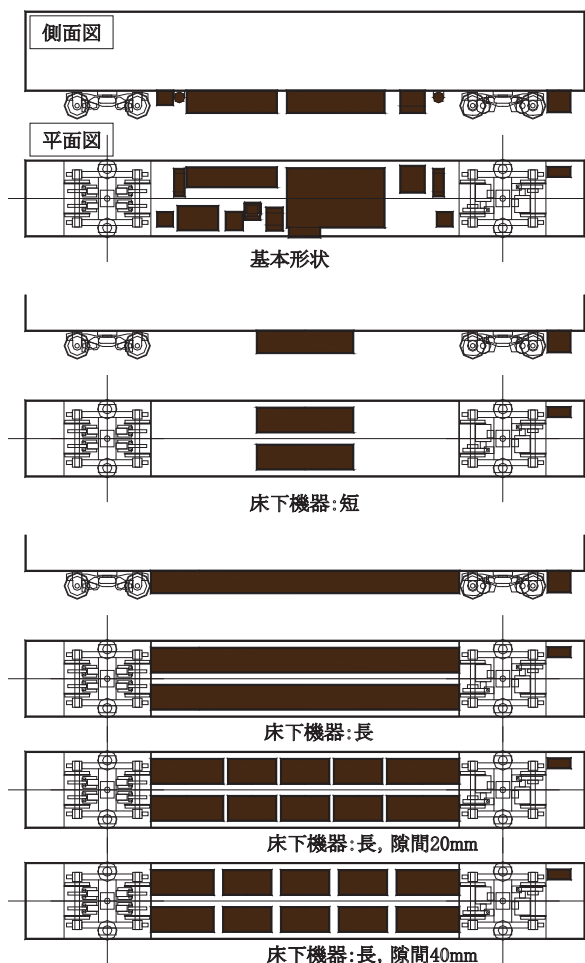 側面図
平面図
基本形状
床下機器：短
床下機器：長
床下機器：長, 隙間20mm
床下機器：長, 隙間40mm